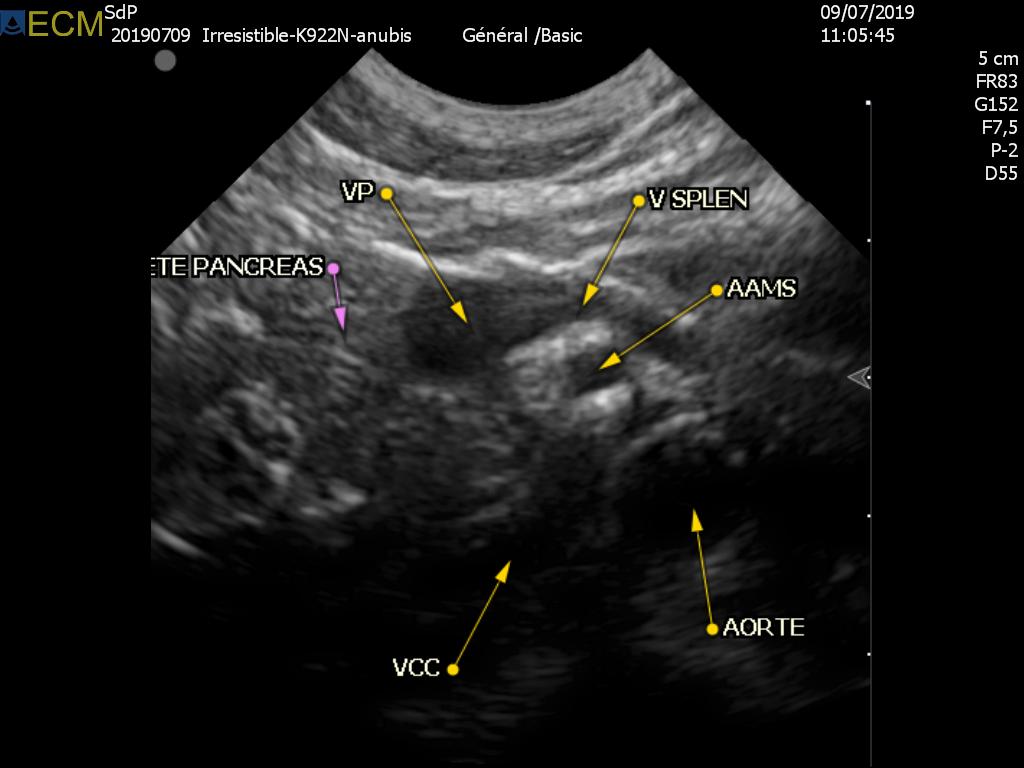 ECM SdP 09/07/2019
20190709 Irresistible-K922N-anubis Général /Basic 11:05:45
5 cm
FR83
G152
F7,5
P-2
D55
VP
V SPLEN
ETE PANCREAS
AAMS
AORTE
VCC